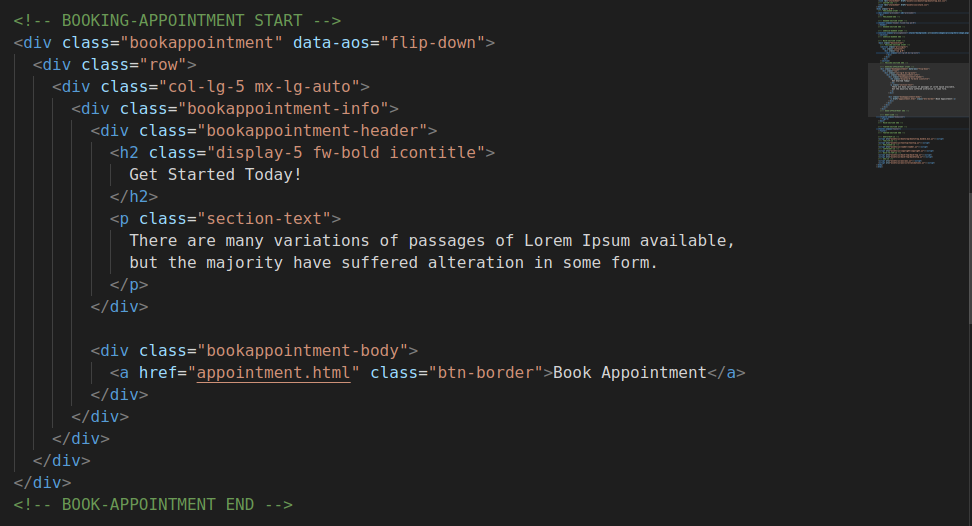 <!-- BOOKING-APPOINTMENT START -->
<div class="bookappointment" data-aos="flip-down">
<div class="row">
<div class="col-lg-5 mx-lg-auto">
<div class="bookappointment-info">
<div class="bookappointment-header">
<h2 class="display-5 fw-bold icontitle">
Get Started Today!
</h2>
<p class="section-text">
There are many variations of passages of Lorem Ipsum available,
but the majority have suffered alteration in some form.
</p>
</div>
<div class="bookappointment-body">
<a href="appointment.html" class="btn-border">Book Appointment</a>
</div>
</div>
</div>
</div>
</div>
<!-- BOOK-APPOINTMENT END -->